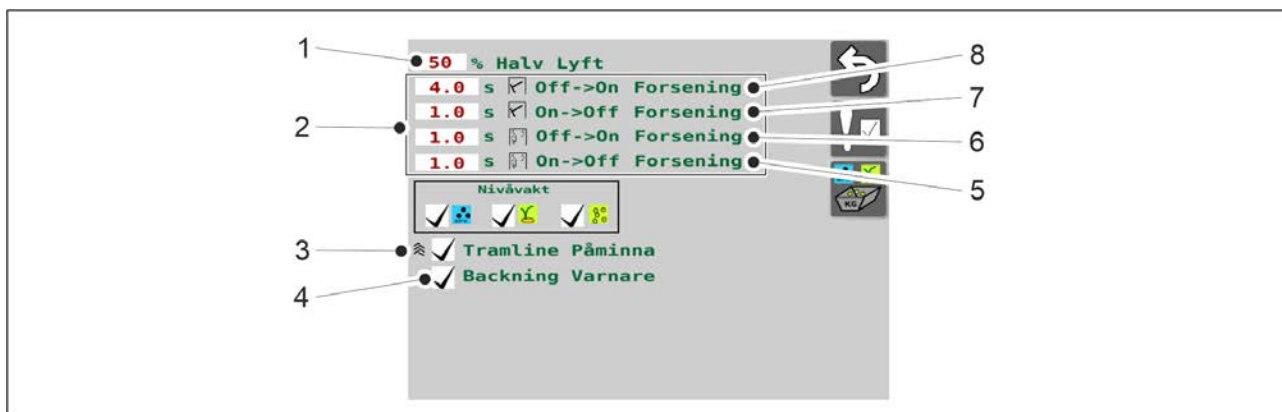 1
50 % Halv Lyft
8
4.0 s Off->On Forsening
7
1.0 s On->Off Forsening
2
1.0 s Off->On Forsening
6
1.0 s On->Off Forsening
5
KG
Nivåvakt
3
Tramline Påminna
4
Backning Varnare